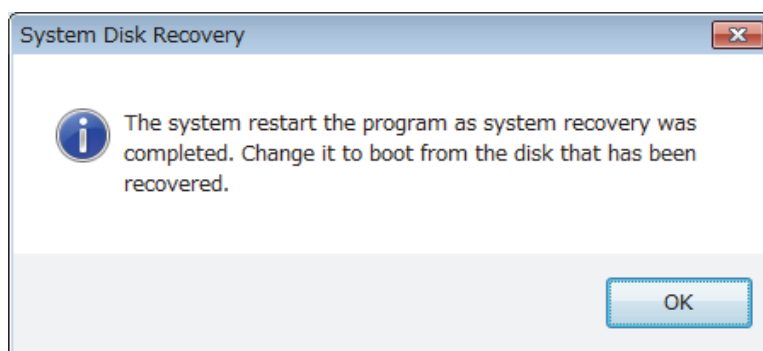 System Disk Recovery
The system restart the program as system recovery was
completed. Change it to boot from the disk that has been
recovered.
OK